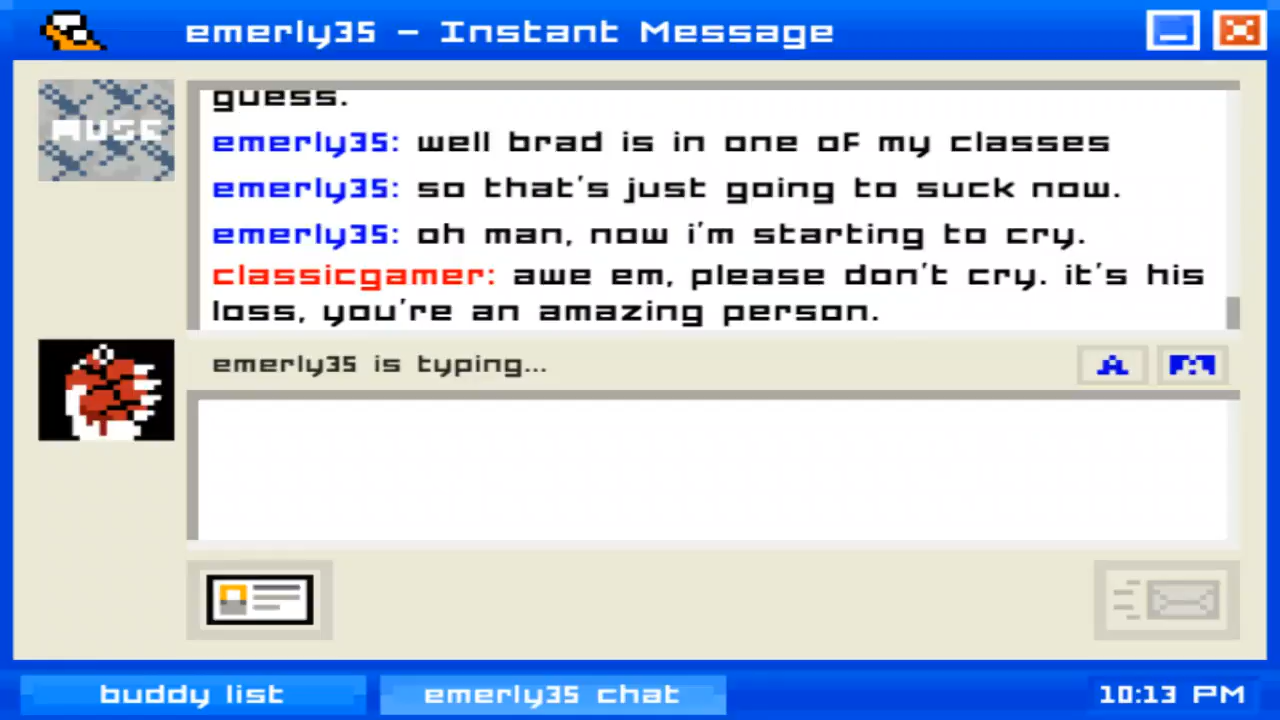 emerly35 - Instant Message
MUSE
guess.
emerly35: well brad is in one of my classes
emerly35: so that's just going to suck now.
emerly35: oh man, now i'm starting to cry.
classicgamer: awe em, please don't cry. it's his
loss, you're an amazing person.
emerly35 is typing...
A
buddy list
emerly35 chat
10:13 PM